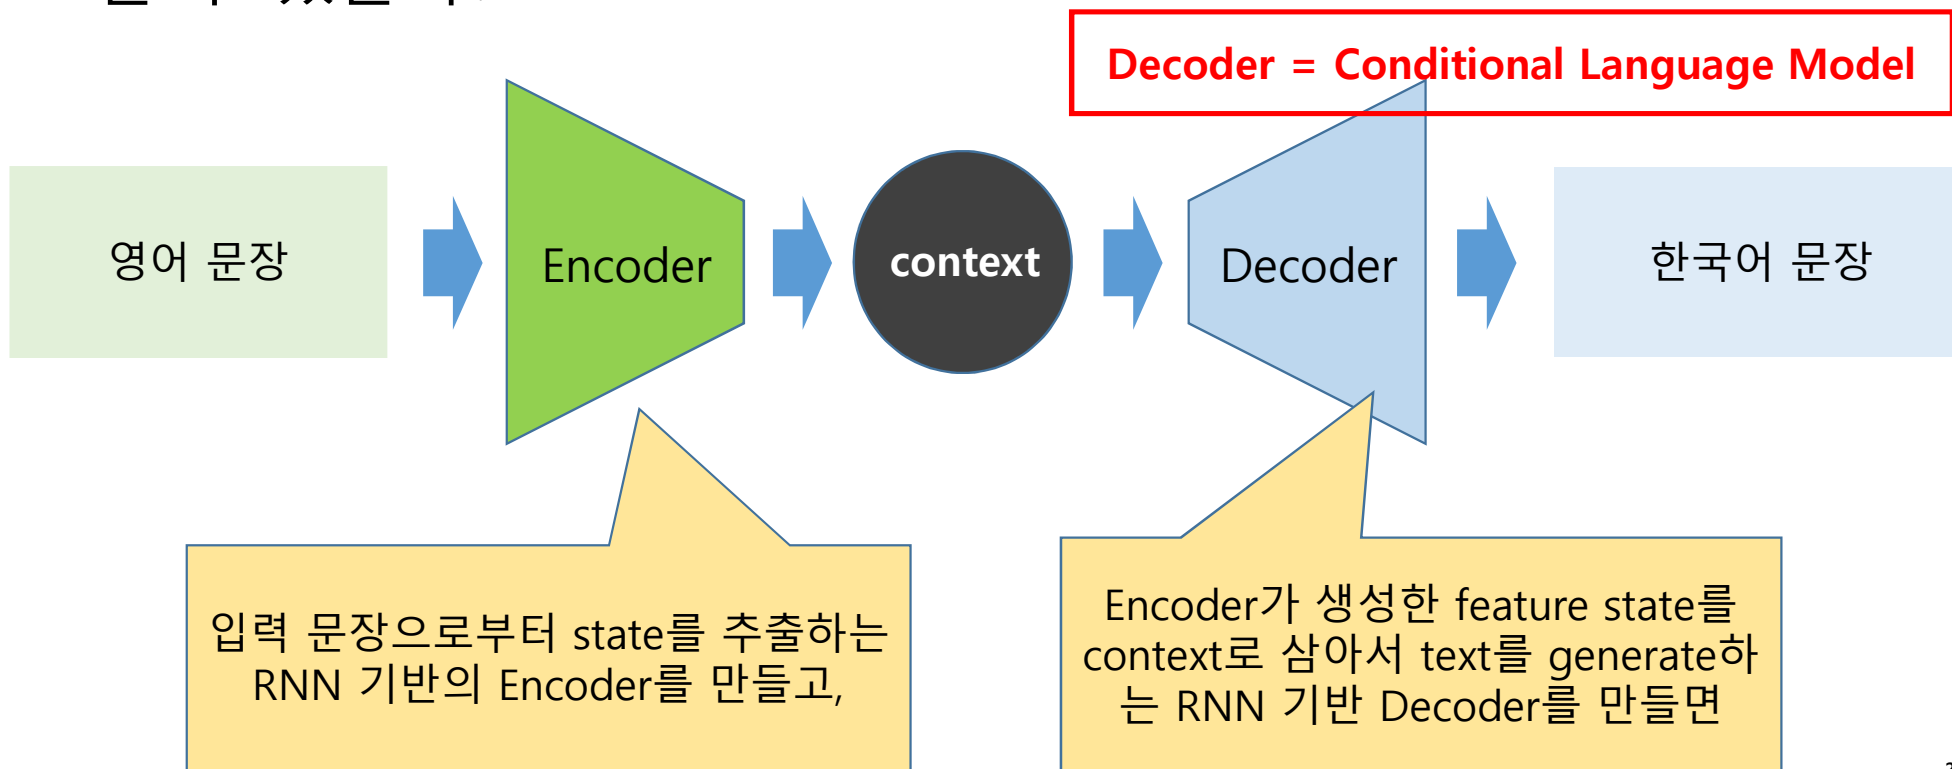 Decoder = Conditional Language Model
영어 문장
Encoder
context
Decoder
한국어 문장
입력 문장으로부터 state를 추출하는
RNN 기반의 Encoder를 만들고,
Encoder가 생성한 feature state를
context로 삼아서 text를 generate하
는 RNN 기반 Decoder를 만들면